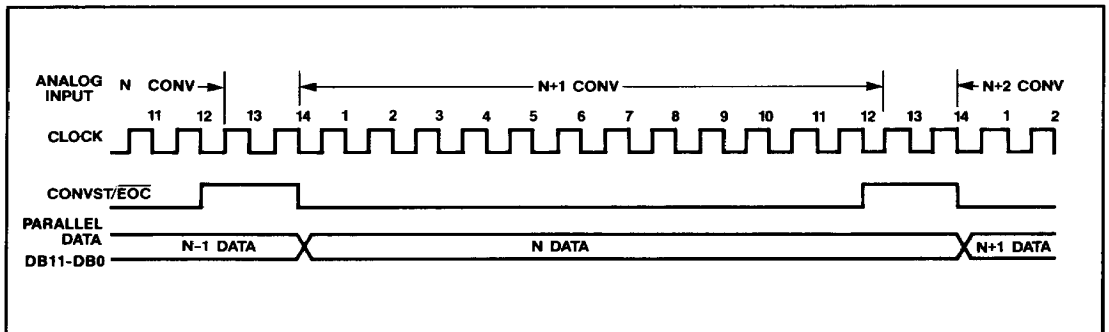 ANALOG INPUT
N CONV
N+1 CONV
N+2 CONV
11 12 13 14 1 2 3 4 5 6 7 8 9 10 11 12 13 14 1 2
CLOCK
CONVST/EOC
PARALLEL DATA
DB11-DB0
N-1 DATA
N DATA
N+1 DATA